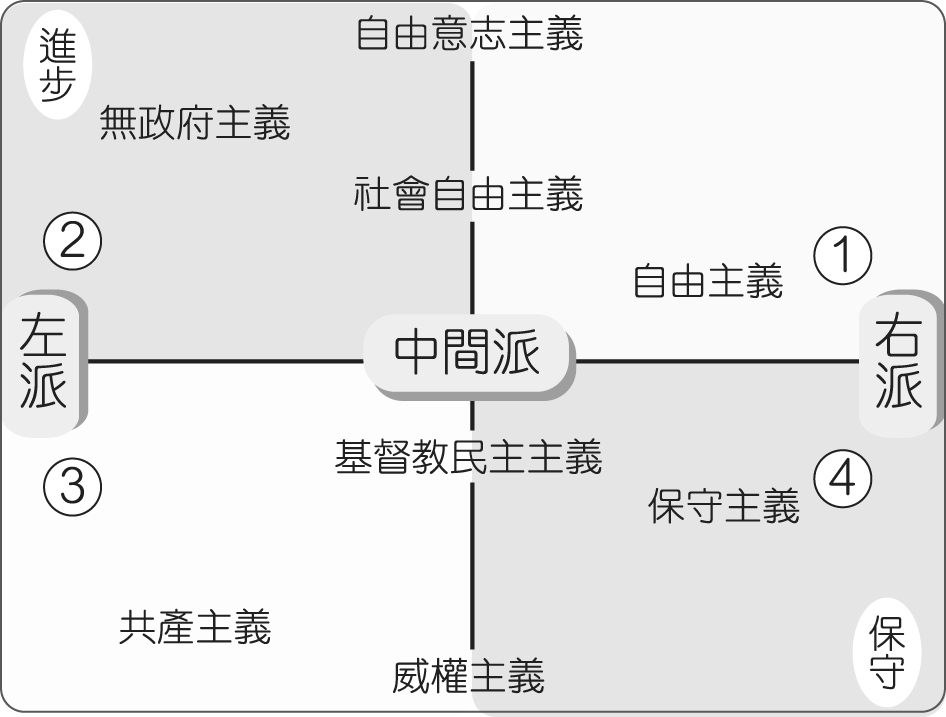 自由意志主義
進步
無政府主義
社會自由主義
②
①
自由主義
左派
中間派
右派
基督教民主主義
③
④
保守主義
共產主義
保守
威權主義